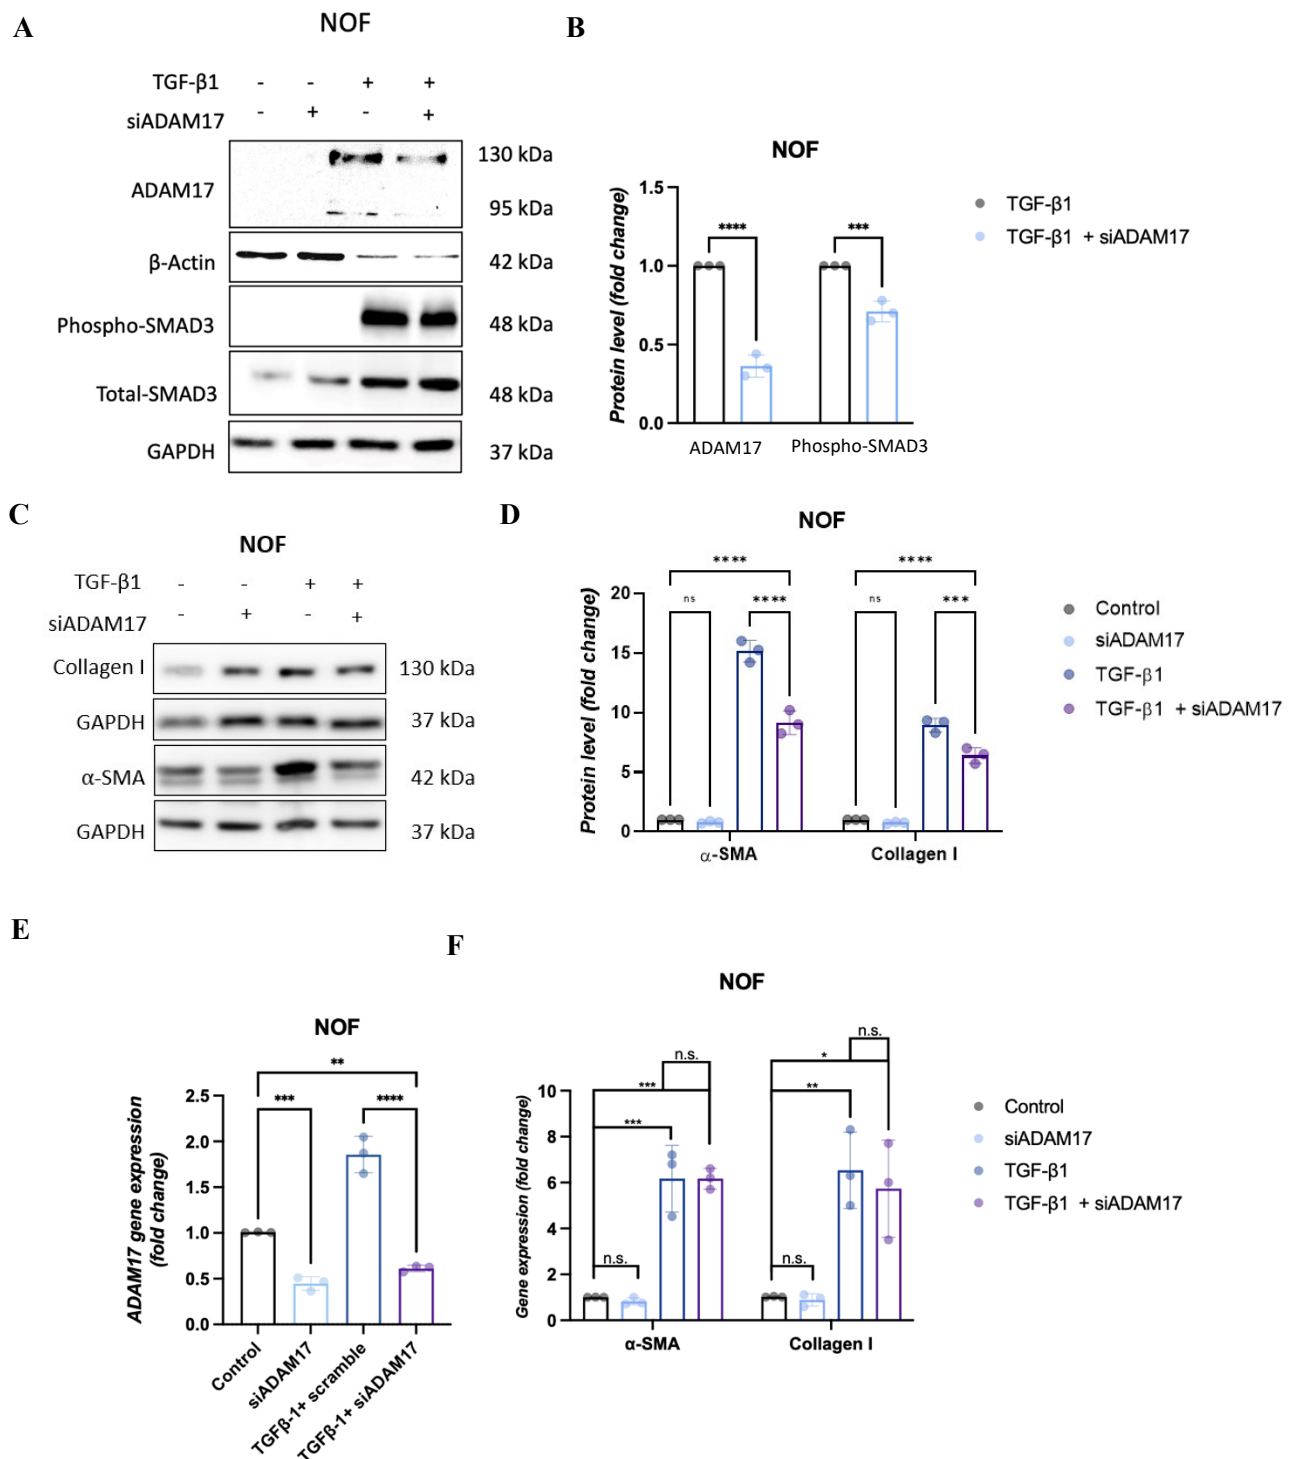 A
NOF
TGF-β1 - - + +
siADAM17 - + - +
ADAM17
130 kDa
95 kDa
β-Actin 42 kDa
Phospho-SMAD3 48 kDa
Total-SMAD3 48 kDa
GAPDH 37 kDa
B
NOF
Protein level (fold change)
1.5
1.0
0.5
0.0
****
***
ADAM17 Phospho-SMAD3
TGF-β1
TGF-β1 + siADAM17
C
NOF
TGF-β1 - - + +
siADAM17 - + - +
Collagen I 130 kDa
GAPDH 37 kDa
α-SMA 42 kDa
GAPDH 37 kDa
D
NOF
Protein level (fold change)
20
15
10
5
0
**** ****
ns **** ns ***
α-SMA Collagen I
Control
siADAM17
TGF-β1
TGF-β1 + siADAM17
E
NOF
ADAM17 gene expression
(fold change)
2.5
2.0
1.5
1.0
0.5
0.0
**
*** ****
Control
siADAM17
TGFβ-1+ scramble
TGFβ-1+ siADAM17
F
NOF
Gene expression (fold change)
10
8
6
4
2
0
n.s.
***
***
n.s.
n.s.
*
**
n.s.
α-SMA Collagen I
Control
siADAM17
TGF-β1
TGF-β1 + siADAM17